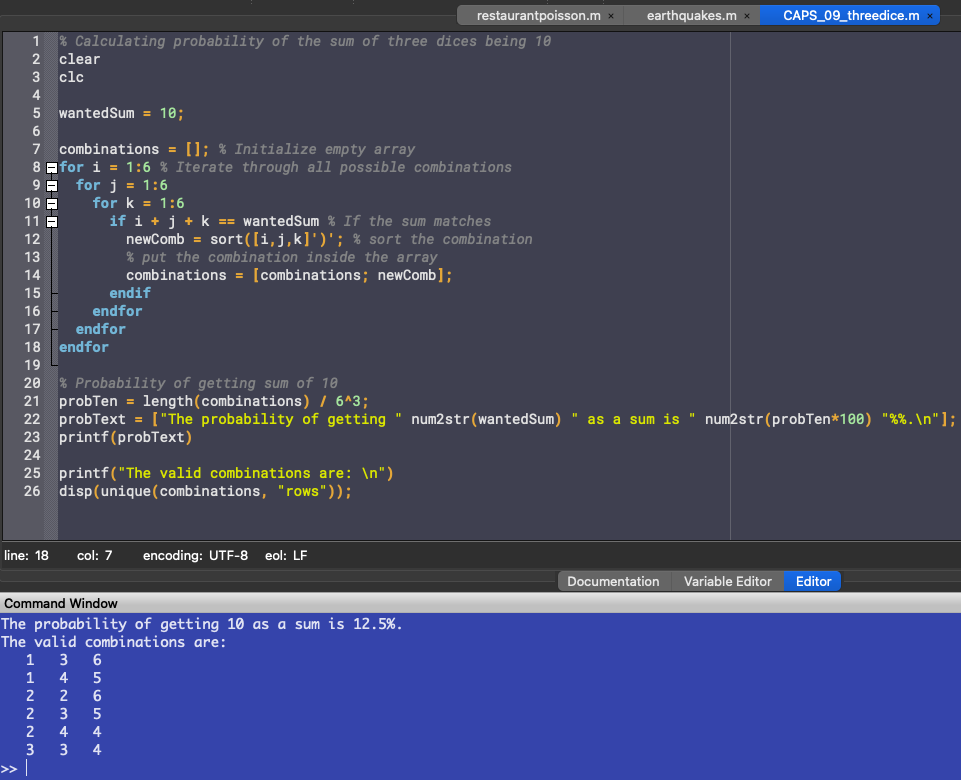 restaurantpoisson.m × earthquakes.m × CAPS_09_threedice.m ×
1 % Calculating probability of the sum of three dices being 10
2 clear
3 clc
4
5 wantedSum = 10;
6
7 combinations = []; % Initialize empty array
8 for i = 1:6 % Iterate through all possible combinations
9   for j = 1:6
10     for k = 1:6
11       if i + j + k == wantedSum % If the sum matches
12         newComb = sort([i,j,k]')'; % sort the combination
13         % put the combination inside the array
14         combinations = [combinations; newComb];
15       endif
16     endfor
17   endfor
18 endfor
19
20 % Probability of getting sum of 10
21 probTen = length(combinations) / 6^3;
22 probText = ["The probability of getting " num2str(wantedSum) " as a sum is " num2str(probTen*100) "%%.\n"];
23 printf(probText)
24
25 printf("The valid combinations are: \n")
26 disp(unique(combinations, "rows"));
line: 18 col: 7 encoding: UTF-8 eol: LF
Documentation Variable Editor Editor
Command Window
The probability of getting 10 as a sum is 12.5%.
The valid combinations are:
   1   3   6
   1   4   5
   2   2   6
   2   3   5
   2   4   4
   3   3   4
>>